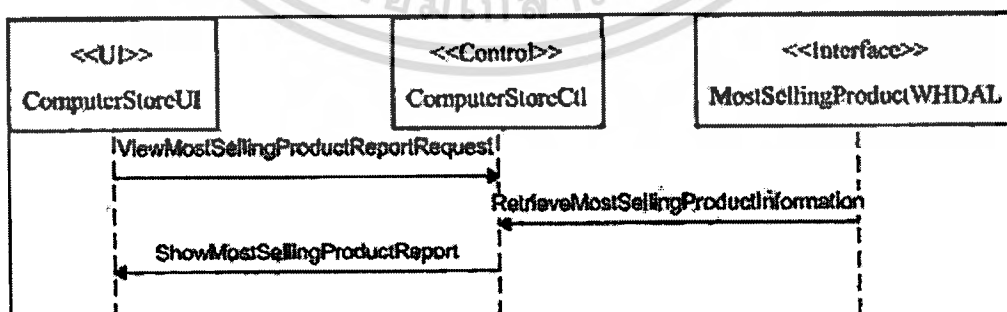 <<UI>>
ComputerStoreUI
<<Control>>
ComputerStoreCtl
<<Interface>>
MostSellingProductWHDAL
ViewMostSellingProductReportRequest
RetrieveMostSellingProductInformation
ShowMostSellingProductReport